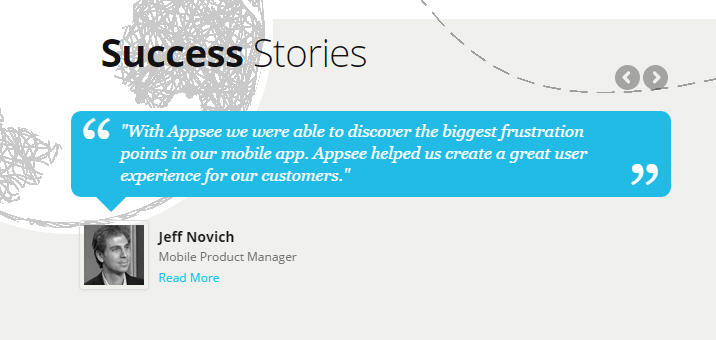 Success Stories
"With Appsee we were able to discover the biggest frustration
points in our mobile app. Appsee helped us create a great user
experience for our customers."
Jeff Novich
Mobile Product Manager
Read More